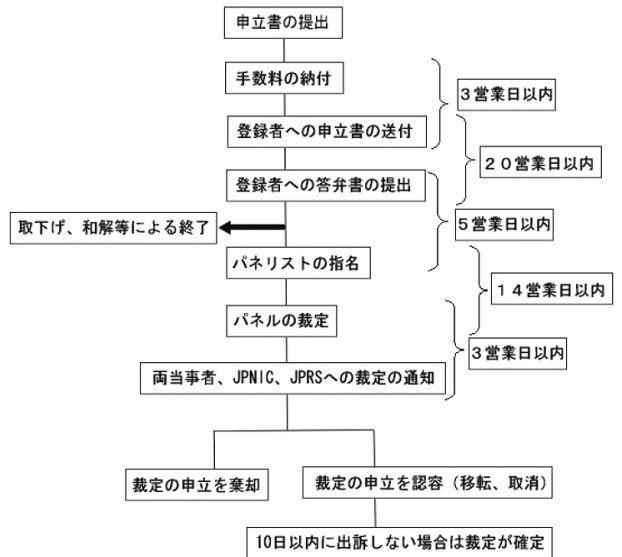 申立書の提出
手数料の納付
３営業日以内
登録者への申立書の送付
２０営業日以内
登録者への答弁書の提出
取下げ、和解等による終了
５営業日以内
パネリストの指名
１４営業日以内
パネルの裁定
３営業日以内
両当事者、JPNIC、JPRSへの裁定の通知
裁定の申立を棄却
裁定の申立を認容（移転、取消）
10日以内に出訴しない場合は裁定が確定